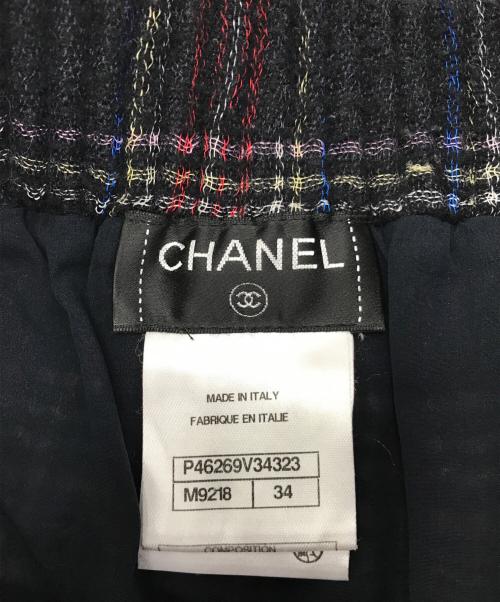 CHANEL
MADE IN ITALY
FABRIQUE EN ITALIE
P46269V34323
M9218 34
COMPOSITION